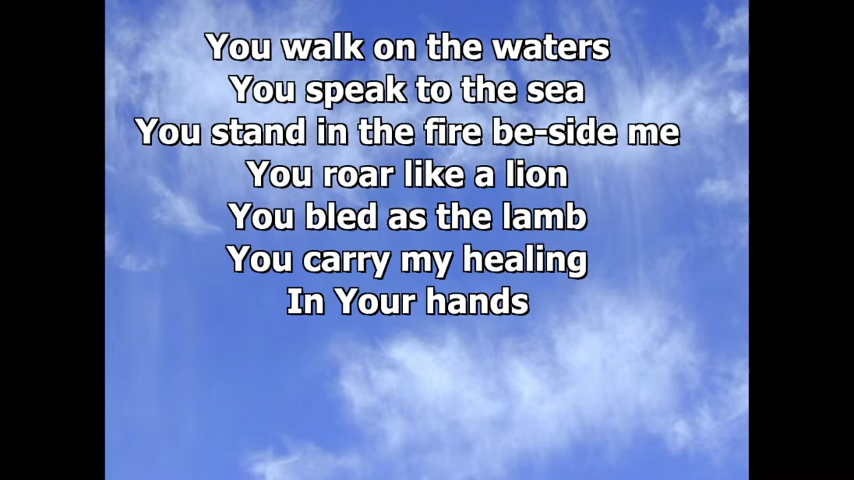 You walk on the waters
You speak to the sea
You stand in the fire be-side me
You roar like a lion
You bled as the lamb
You carry my healing
In Your hands